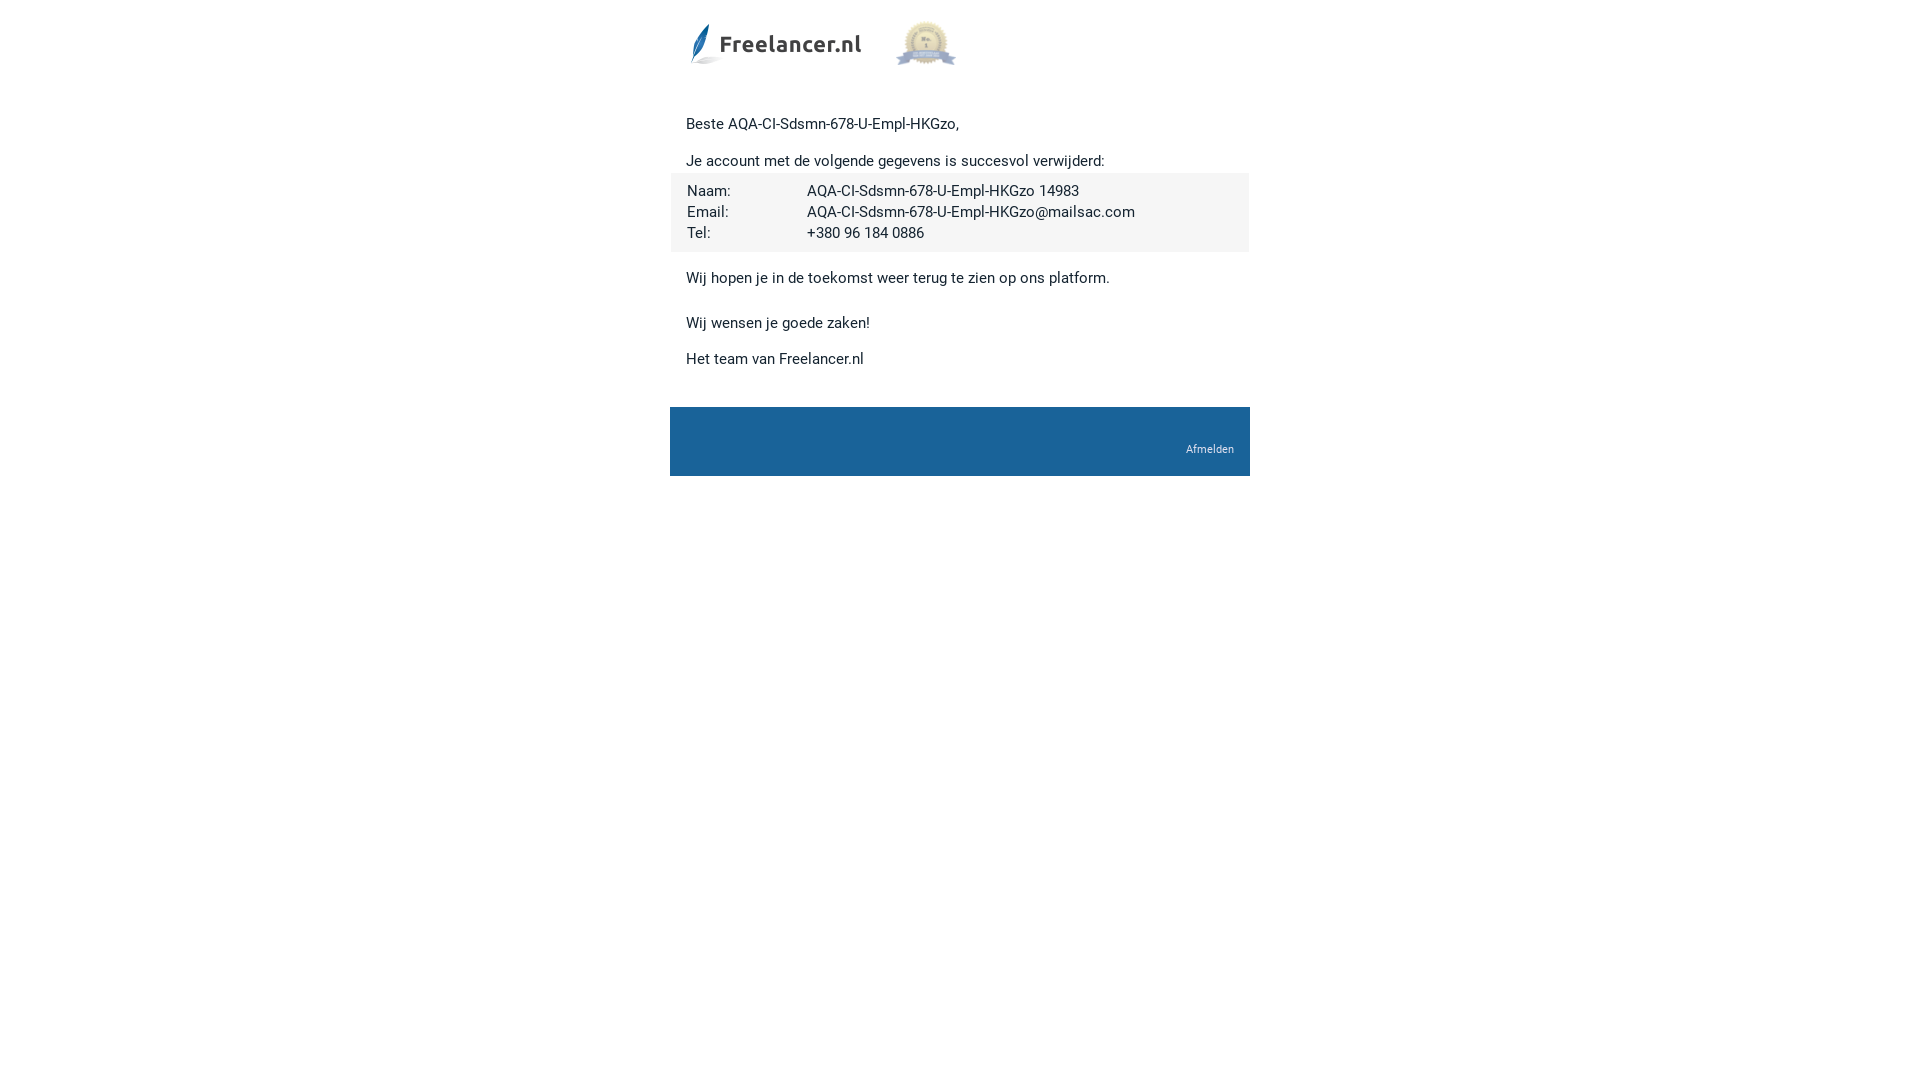 Freelancer.nl
No.
1
Beste AQA-CI-Sdsmn-678-U-Empl-HKGzo,
Je account met de volgende gegevens is succesvol verwijderd:
Naam: AQA-CI-Sdsmn-678-U-Empl-HKGzo 14983
Email: AQA-CI-Sdsmn-678-U-Empl-HKGzo@mailsac.com
Tel: +380 96 184 0886
Wij hopen je in de toekomst weer terug te zien op ons platform.
Wij wensen je goede zaken!
Het team van Freelancer.nl
Afmelden